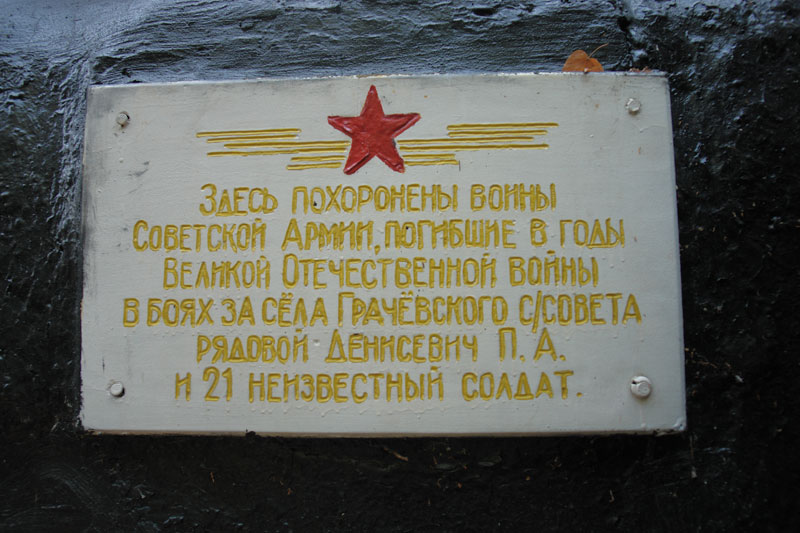 Здесь похоронены воины
Советской Армии, погибшие в годы
Великой Отечественной войны
в боях за сёла Грачёвского с/совета
рядовой Денисевич П. А.
и 21 неизвестный солдат.